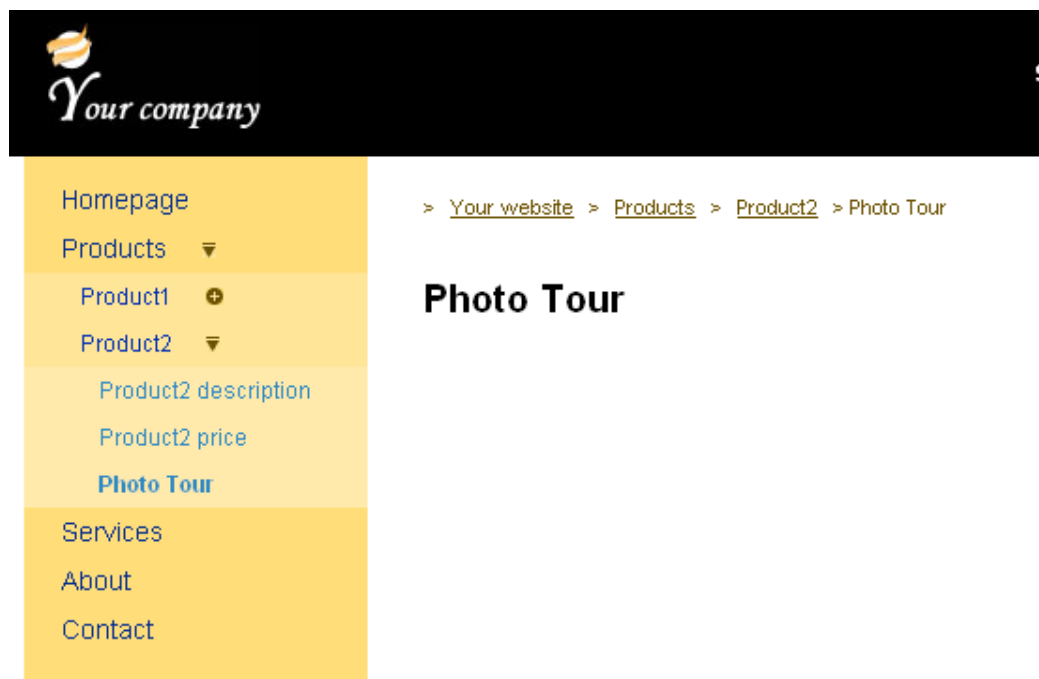 Your company
Homepage
Products
Product1
Product2
Product2 description
Product2 price
Photo Tour
Services
About
Contact
> Your website > Products > Product2 > Photo Tour
Photo Tour